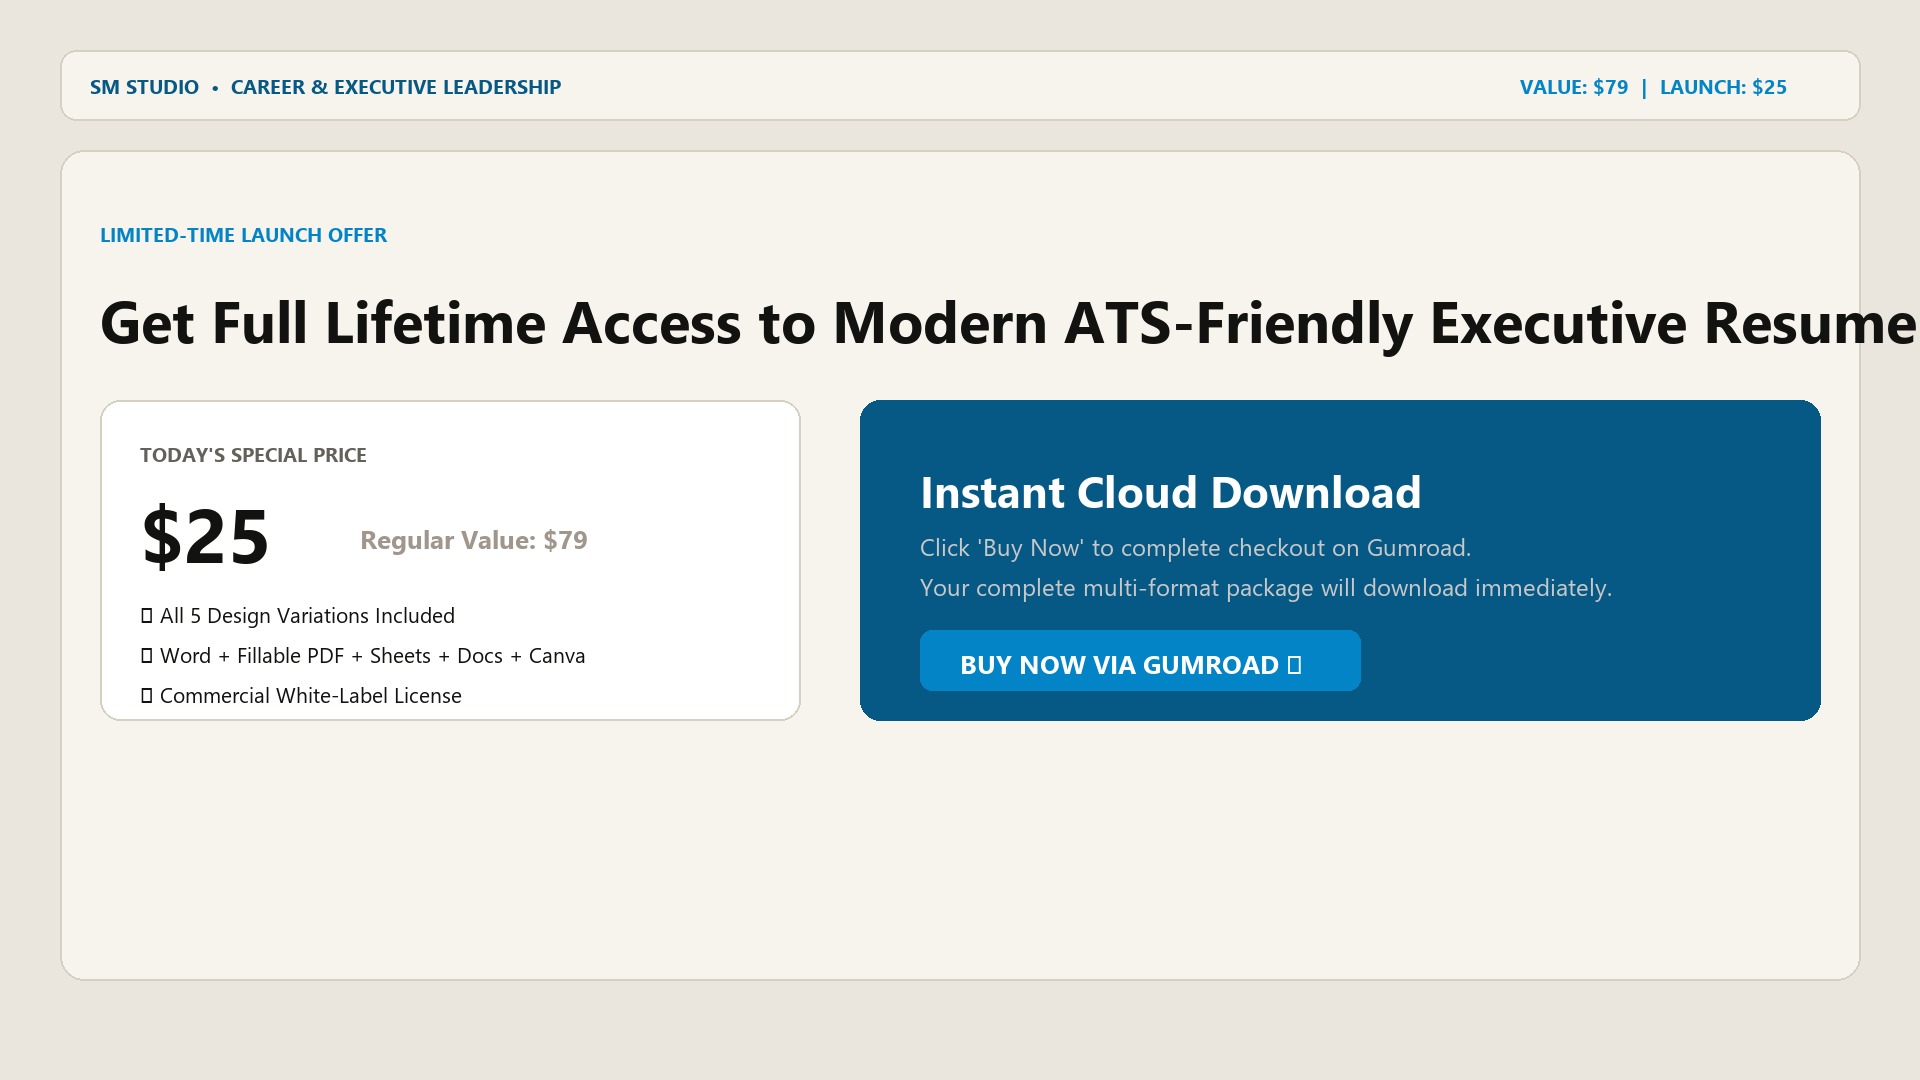 SM STUDIO • CAREER & EXECUTIVE LEADERSHIP
VALUE: $79 | LAUNCH: $25
LIMITED-TIME LAUNCH OFFER
Get Full Lifetime Access to Modern ATS-Friendly Executive Resume
TODAY'S SPECIAL PRICE
$25
Regular Value: $79
All 5 Design Variations Included
Word + Fillable PDF + Sheets + Docs + Canva
Commercial White-Label License
Instant Cloud Download
Click 'Buy Now' to complete checkout on Gumroad.
Your complete multi-format package will download immediately.
BUY NOW VIA GUMROAD